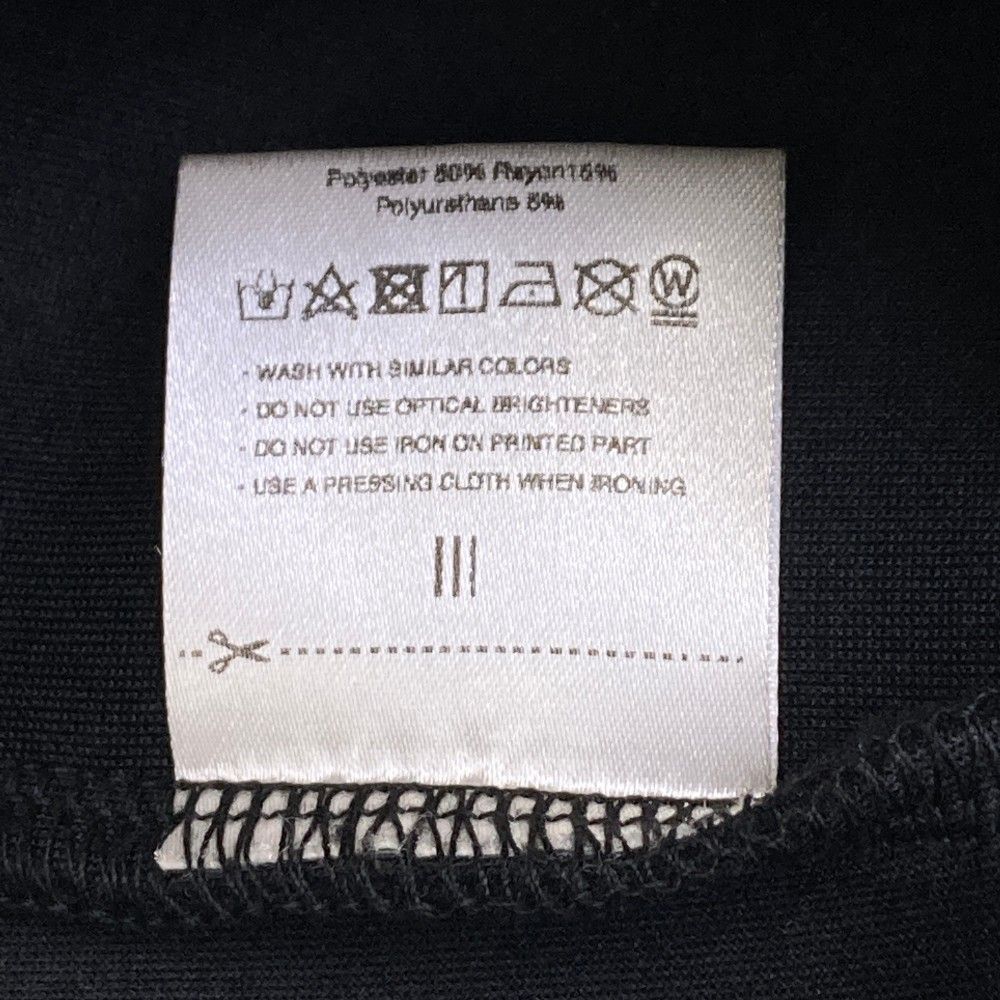 Polyester 80% Rayon15%
Polyurethane 5%
W
· WASH WITH SIMILAR COLORS
· DO NOT USE OPTICAL BRIGHTENERS
· DO NOT USE IRON ON PRINTED PART
· USE A PRESSING CLOTH WHEN IRONING